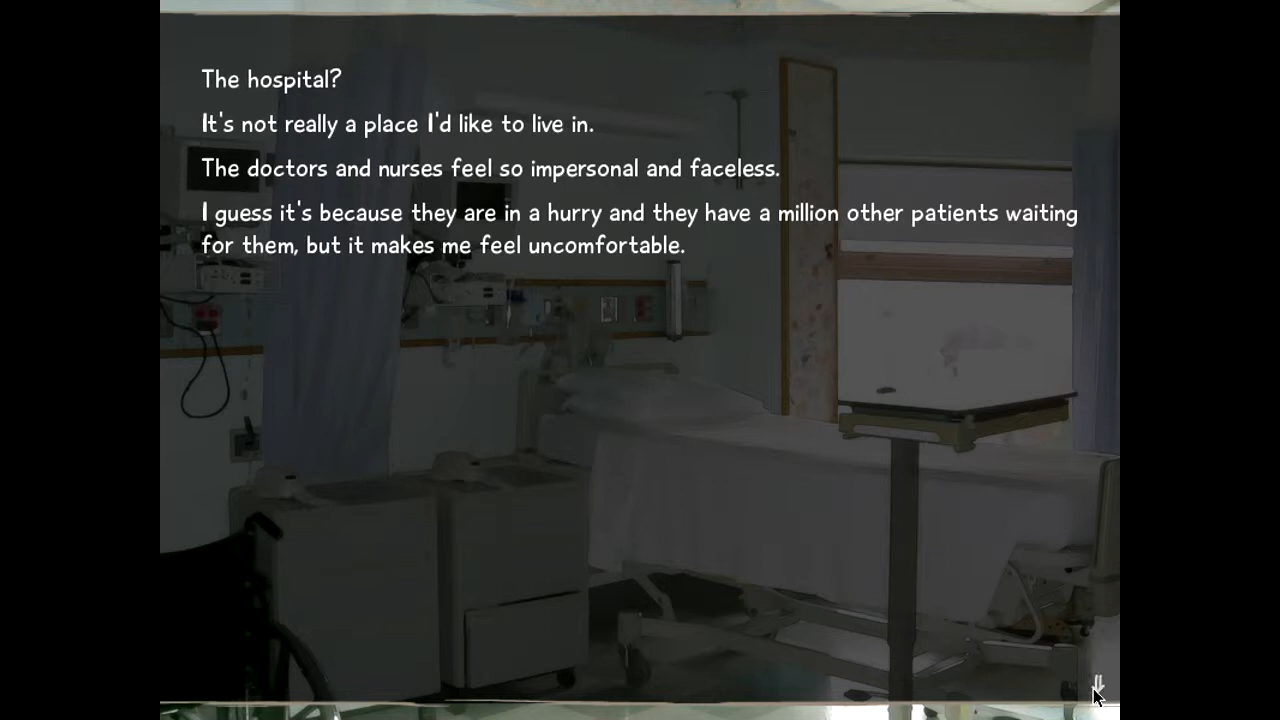 The hospital?
It's not really a place I'd like to live in.
The doctors and nurses feel so impersonal and faceless.
I guess it's because they are in a hurry and they have a million other patients waiting
for them, but it makes me feel uncomfortable.